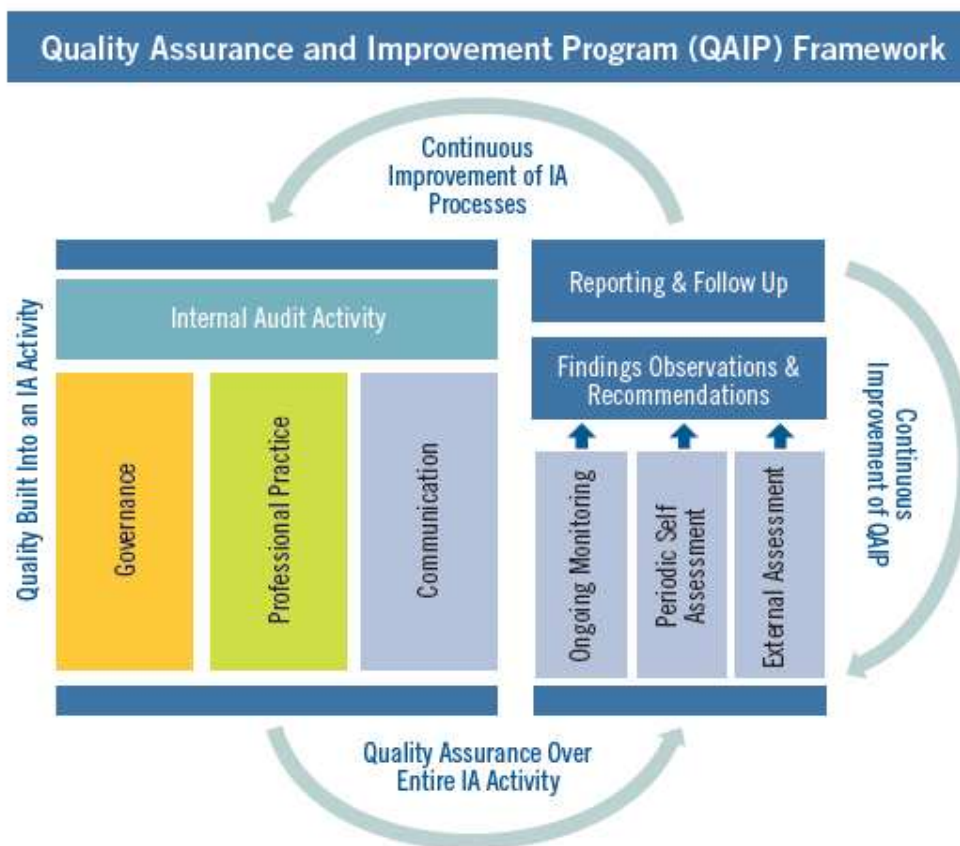 Quality Assurance and Improvement Program (QAIP) Framework
Continuous
Improvement of IA
Processes
Quality Built Into an IA Activity
Internal Audit Activity
Governance
Professional Practice
Communication
Reporting & Follow Up
Findings Observations &
Recommendations
Ongoing Monitoring
Periodic Self
Assessment
External Assessment
Continuous
Improvement of QAIP
Quality Assurance Over
Entire IA Activity